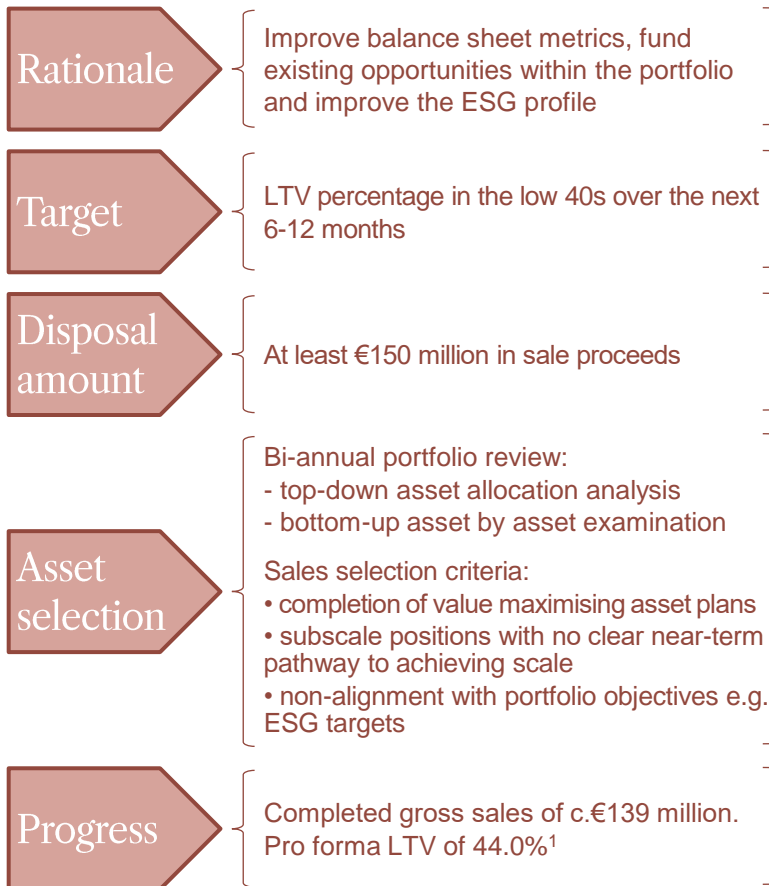 Rationale
Improve balance sheet metrics, fund
existing opportunities within the portfolio
and improve the ESG profile
Target
LTV percentage in the low 40s over the next
6-12 months
Disposal
amount
At least €150 million in sale proceeds
Asset
selection
Bi-annual portfolio review:
- top-down asset allocation analysis
- bottom-up asset by asset examination
Sales selection criteria:
• completion of value maximising asset plans
• subscale positions with no clear near-term
pathway to achieving scale
• non-alignment with portfolio objectives e.g.
ESG targets
Progress
Completed gross sales of c.€139 million.
Pro forma LTV of 44.0%¹